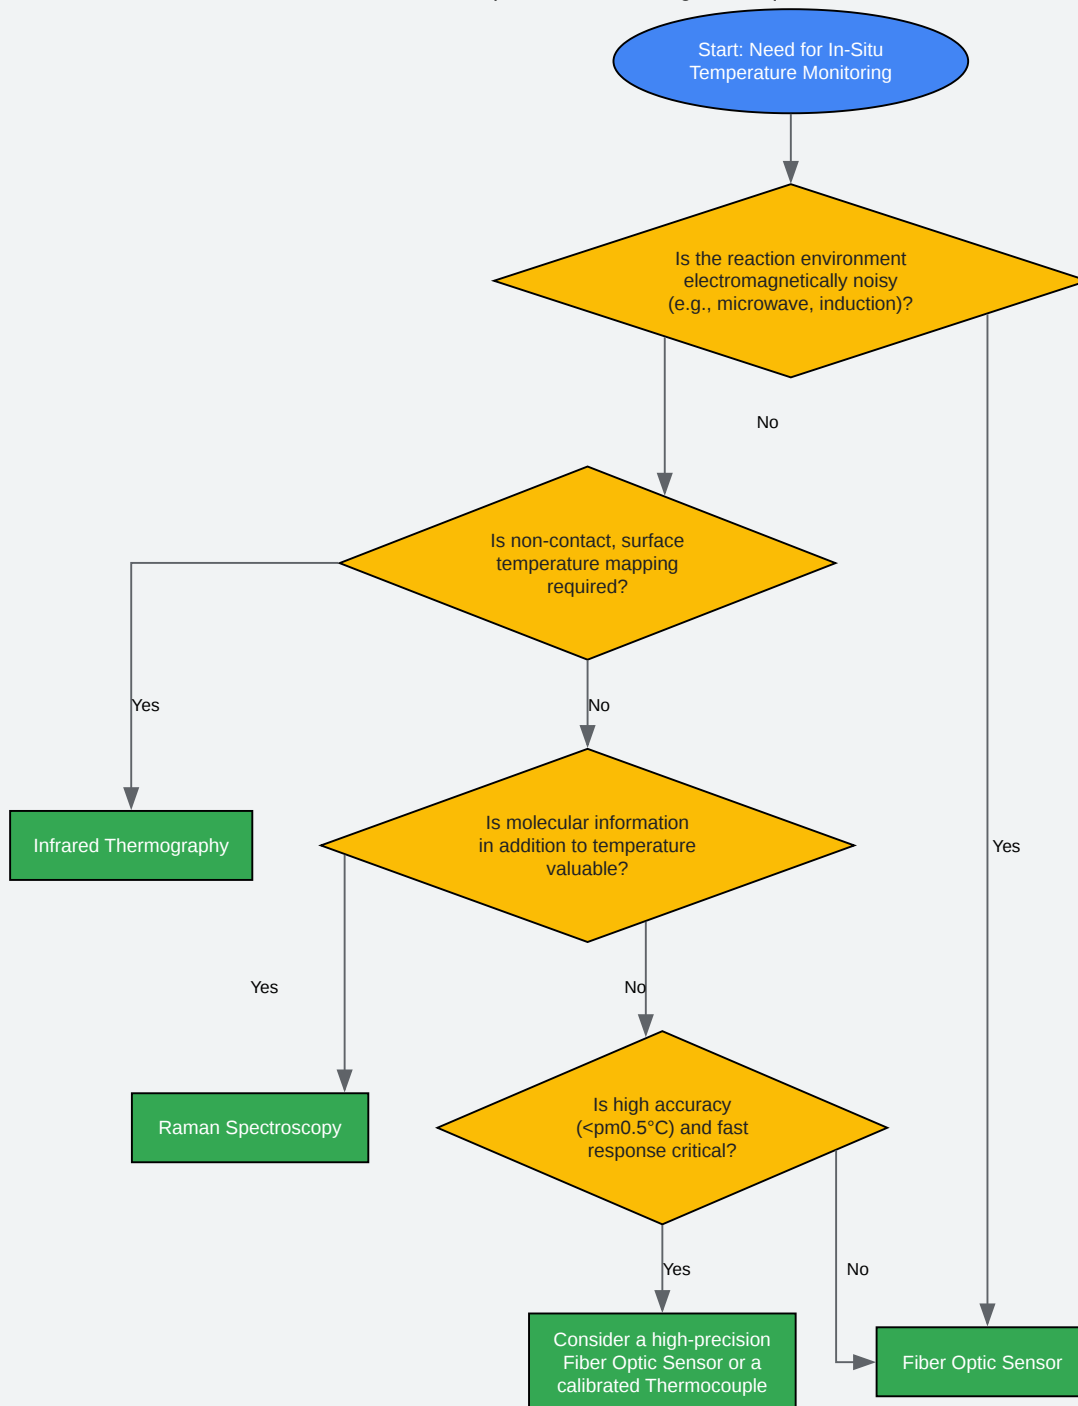 Start: Need for In-Situ
Temperature Monitoring
Is the reaction environment
electromagnetically noisy
(e.g., microwave, induction)?
No
Is non-contact, surface
temperature mapping
required?
Yes
No
Is molecular information
in addition to temperature
valuable?
Infrared Thermography
Yes
Yes
No
Is high accuracy
(<pm0.5°C) and fast
response critical?
Raman Spectroscopy
Yes
No
Consider a high-precision
Fiber Optic Sensor or a
calibrated Thermocouple
Fiber Optic Sensor